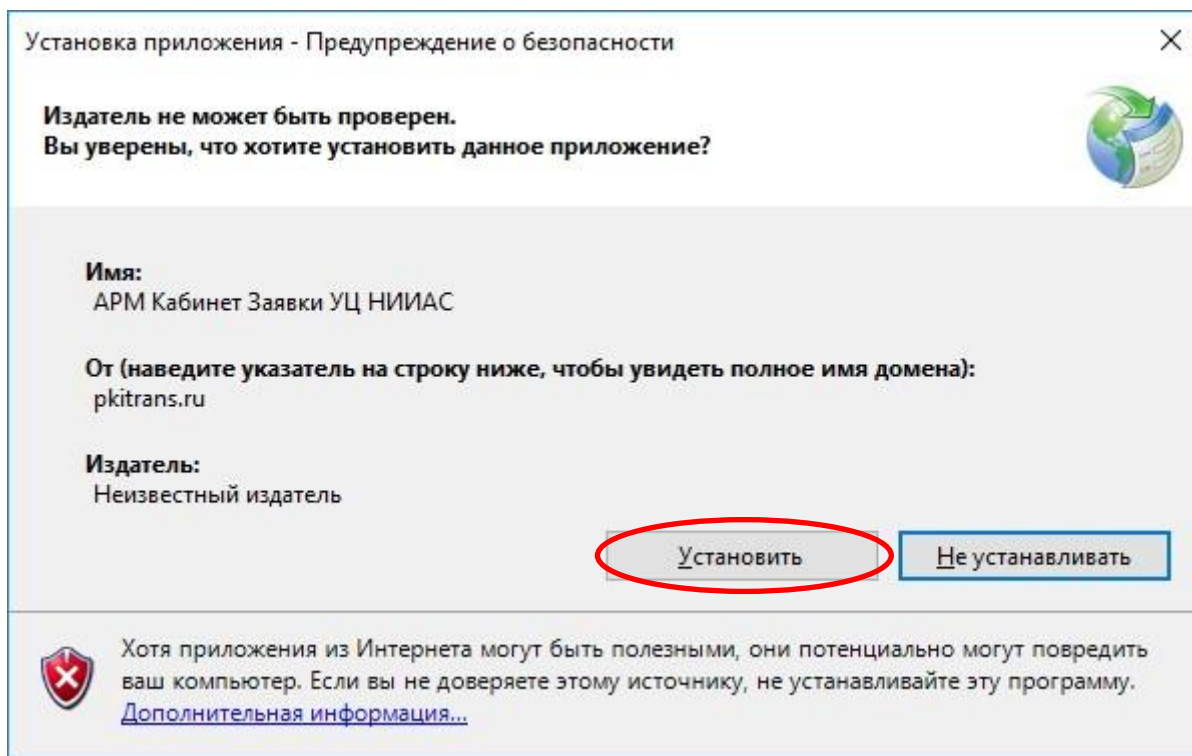 Установка приложения - Предупреждение о безопасности
Издатель не может быть проверен.
Вы уверены, что хотите установить данное приложение?
Имя:
АРМ Кабинет Заявки УЦ НИИАС
От (наведите указатель на строку ниже, чтобы увидеть полное имя домена):
pkitrans.ru
Издатель:
Неизвестный издатель
Установить
Не устанавливать
Хотя приложения из Интернета могут быть полезными, они потенциально могут повредить
ваш компьютер. Если вы не доверяете этому источнику, не устанавливайте эту программу.
Дополнительная информация...